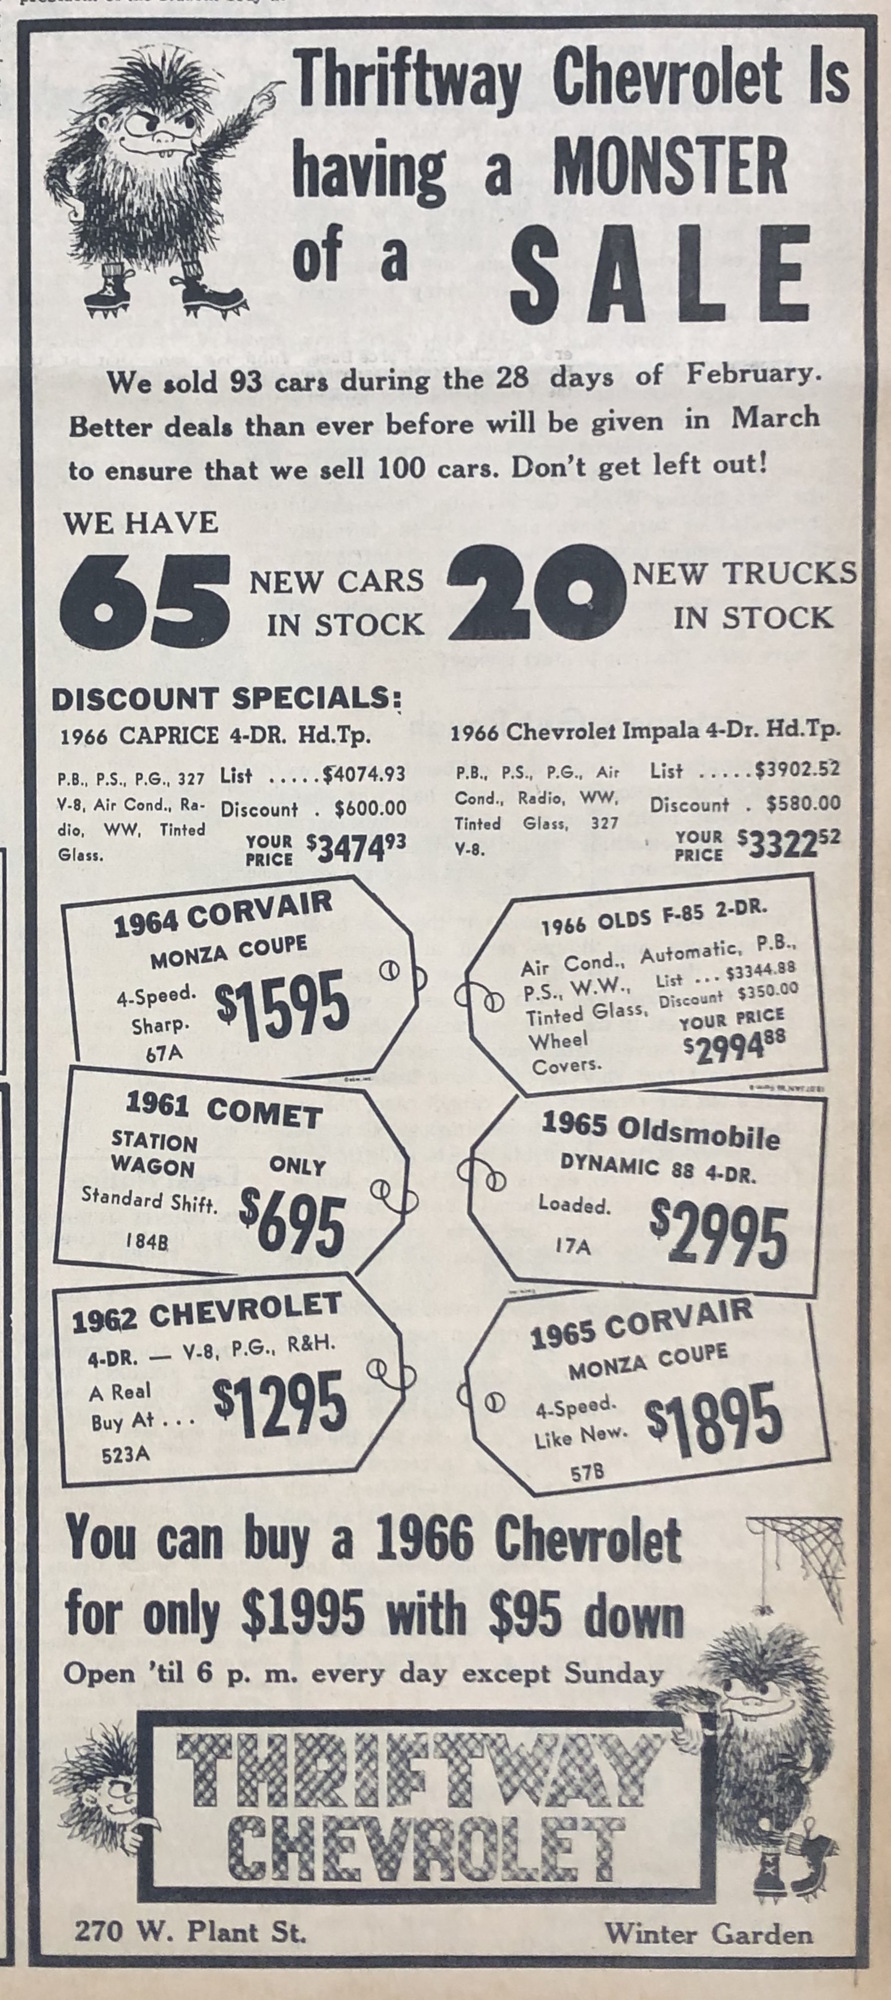 Thriftway Chevrolet Is
having a MONSTER
of a SALE
We sold 93 cars during the 28 days of February.
Better deals than ever before will be given in March
to ensure that we sell 100 cars. Don't get left out!
WE HAVE
65 NEW CARS IN STOCK
20 NEW TRUCKS IN STOCK
DISCOUNT SPECIALS:
1966 CAPRICE 4-DR. Hd.Tp.
P.B., P.S., P.G., 327
V-8, Air Cond., Ra-
dio, WW, Tinted
Glass.
List .....$4074.93
Discount . $600.00
YOUR PRICE $3474.93
1966 Chevrolet Impala 4-Dr. Hd.Tp.
P.B., P.S., P.G., Air
Cond., Radio, WW,
Tinted Glass, 327
V-8.
List .....$3902.52
Discount . $580.00
YOUR PRICE $3322.52
1964 CORVAIR
MONZA COUPE
4-Speed.
Sharp.
67A
$1595
1966 OLDS F-85 2-DR.
Air Cond., Automatic, P.B.,
P.S., W.W.,
Tinted Glass,
Wheel
Covers.
List ... $3344.88
Discount $350.00
YOUR PRICE
$2994.88
1961 COMET
STATION
WAGON
ONLY
Standard Shift.
$695
184B
1965 Oldsmobile
DYNAMIC 88 4-DR.
Loaded.
17A
$2995
1962 CHEVROLET
4-DR. — V-8, P.G., R&H.
A Real
Buy At . . .
$1295
523A
1965 CORVAIR
MONZA COUPE
4-Speed.
Like New.
$1895
57B
You can buy a 1966 Chevrolet
for only $1995 with $95 down
Open 'til 6 p. m. every day except Sunday
THRIFTWAY
CHEVROLET
270 W. Plant St. Winter Garden